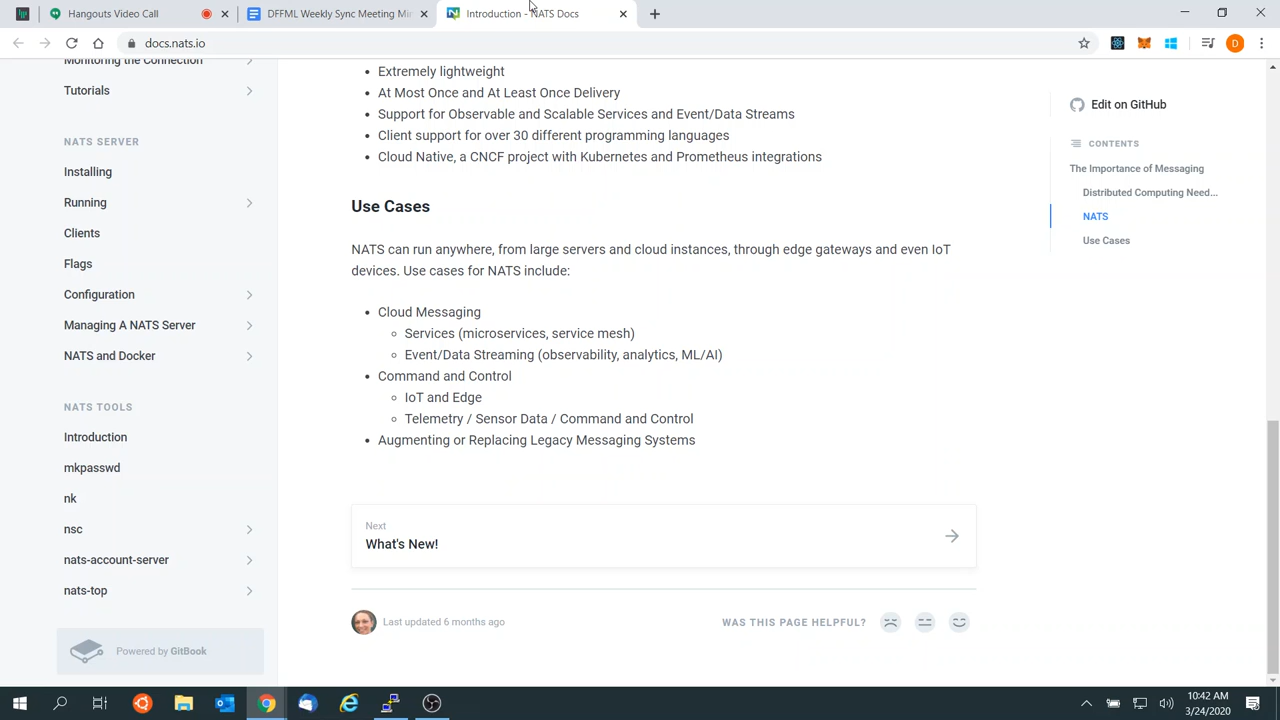 Hangouts Video Call
DFFML Weekly Sync Meeting Mi
Introduction - NATS Docs
docs.nats.io
D
Monitoring the Connection
Tutorials
NATS SERVER
Installing
Running
Clients
Flags
Configuration
Managing A NATS Server
NATS and Docker
NATS TOOLS
Introduction
mkpasswd
nk
nsc
nats-account-server
nats-top
Powered by GitBook
• Extremely lightweight
• At Most Once and At Least Once Delivery
• Support for Observable and Scalable Services and Event/Data Streams
• Client support for over 30 different programming languages
• Cloud Native, a CNCF project with Kubernetes and Prometheus integrations
Use Cases
NATS can run anywhere, from large servers and cloud instances, through edge gateways and even IoT
devices. Use cases for NATS include:
• Cloud Messaging
◦ Services (microservices, service mesh)
◦ Event/Data Streaming (observability, analytics, ML/AI)
• Command and Control
◦ IoT and Edge
◦ Telemetry / Sensor Data / Command and Control
• Augmenting or Replacing Legacy Messaging Systems
Next
What's New!
Last updated 6 months ago
WAS THIS PAGE HELPFUL?
Edit on GitHub
CONTENTS
The Importance of Messaging
Distributed Computing Need...
NATS
Use Cases
10:42 AM
3/24/2020